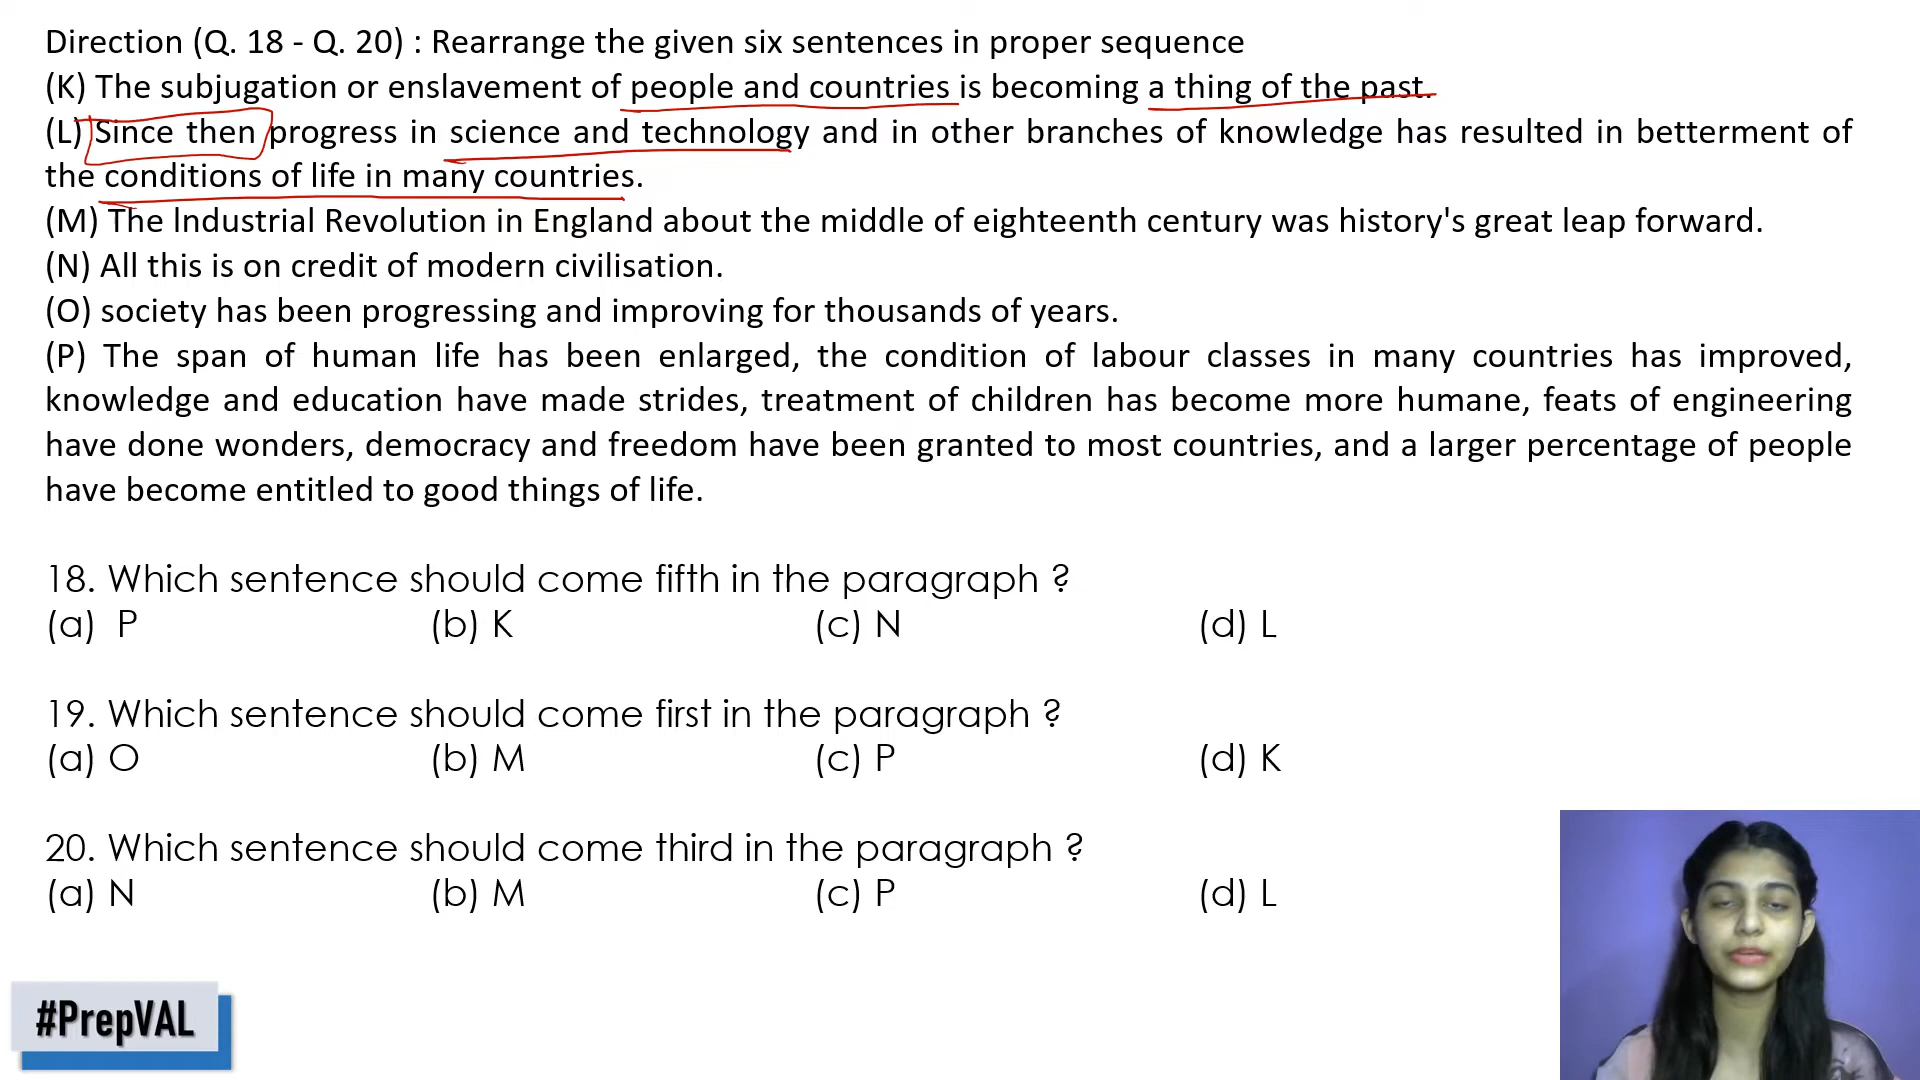 Direction (Q. 18 - Q. 20) : Rearrange the given six sentences in proper sequence
(K) The subjugation or enslavement of people and countries is becoming a thing of the past.
(L) Since then progress in science and technology and in other branches of knowledge has resulted in betterment of
the conditions of life in many countries.
(M) The lndustrial Revolution in England about the middle of eighteenth century was history's great leap forward.
(N) All this is on credit of modern civilisation.
(O) society has been progressing and improving for thousands of years.
(P) The span of human life has been enlarged, the condition of labour classes in many countries has improved,
knowledge and education have made strides, treatment of children has become more humane, feats of engineering
have done wonders, democracy and freedom have been granted to most countries, and a larger percentage of people
have become entitled to good things of life.
18. Which sentence should come fifth in the paragraph ?
(a) P (b) K (c) N (d) L
19. Which sentence should come first in the paragraph ?
(a) O (b) M (c) P (d) K
20. Which sentence should come third in the paragraph ?
(a) N (b) M (c) P (d) L
#PrepVAL